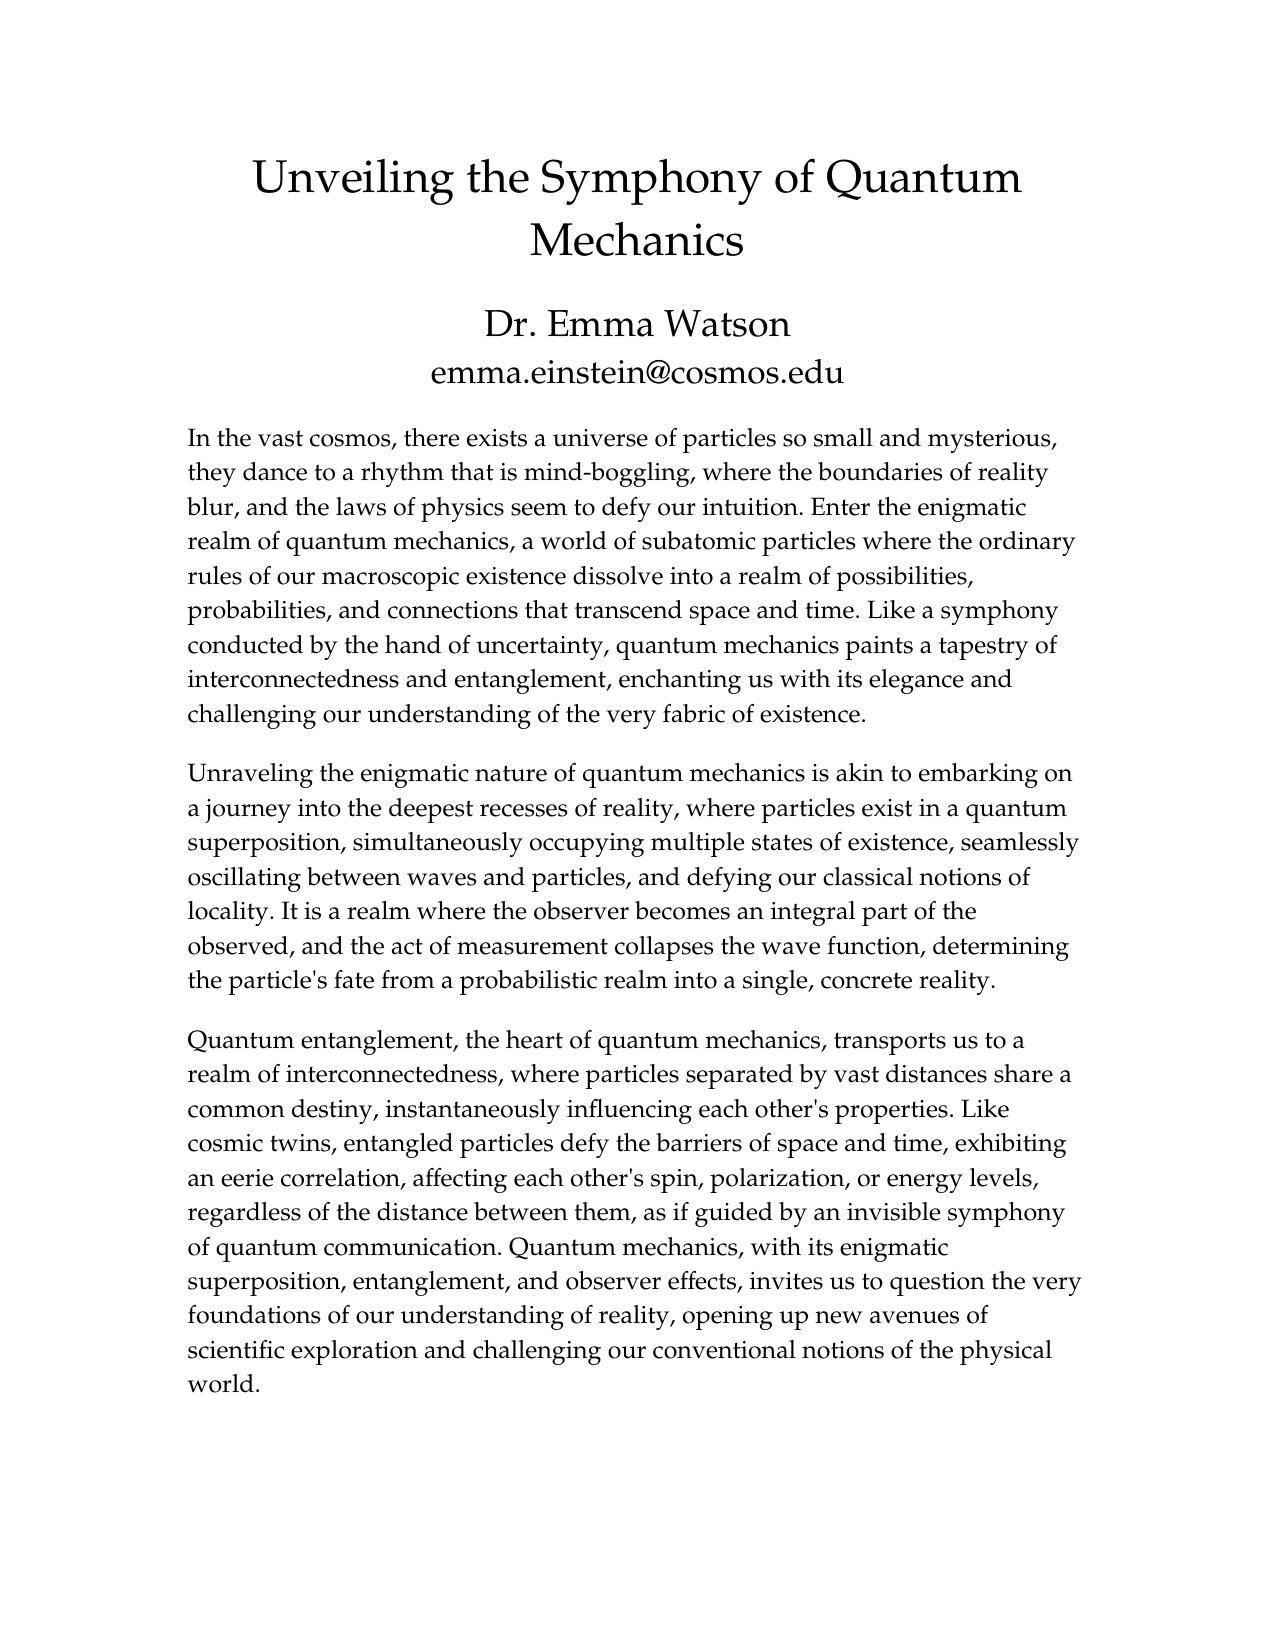 Unveiling the Symphony of Quantum
Mechanics
Dr. Emma Watson
emma.einstein@cosmos.edu
In the vast cosmos, there exists a universe of particles so small and mysterious,
they dance to a rhythm that is mind-boggling, where the boundaries of reality
blur, and the laws of physics seem to defy our intuition. Enter the enigmatic
realm of quantum mechanics, a world of subatomic particles where the ordinary
rules of our macroscopic existence dissolve into a realm of possibilities,
probabilities, and connections that transcend space and time. Like a symphony
conducted by the hand of uncertainty, quantum mechanics paints a tapestry of
interconnectedness and entanglement, enchanting us with its elegance and
challenging our understanding of the very fabric of existence.
Unraveling the enigmatic nature of quantum mechanics is akin to embarking on
a journey into the deepest recesses of reality, where particles exist in a quantum
superposition, simultaneously occupying multiple states of existence, seamlessly
oscillating between waves and particles, and defying our classical notions of
locality. It is a realm where the observer becomes an integral part of the
observed, and the act of measurement collapses the wave function, determining
the particle's fate from a probabilistic realm into a single, concrete reality.
Quantum entanglement, the heart of quantum mechanics, transports us to a
realm of interconnectedness, where particles separated by vast distances share a
common destiny, instantaneously influencing each other's properties. Like
cosmic twins, entangled particles defy the barriers of space and time, exhibiting
an eerie correlation, affecting each other's spin, polarization, or energy levels,
regardless of the distance between them, as if guided by an invisible symphony
of quantum communication. Quantum mechanics, with its enigmatic
superposition, entanglement, and observer effects, invites us to question the very
foundations of our understanding of reality, opening up new avenues of
scientific exploration and challenging our conventional notions of the physical
world.